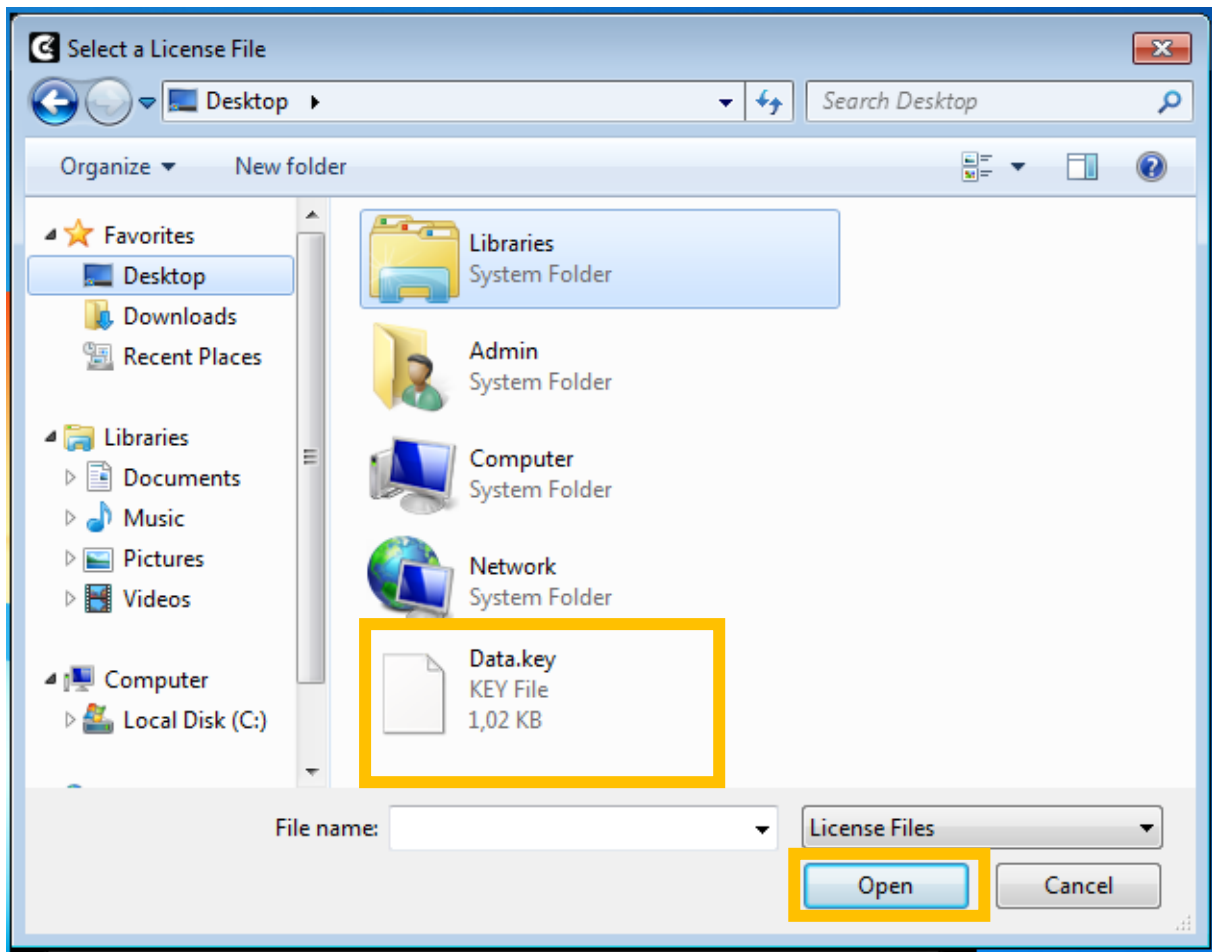 Select a License File
Desktop
Search Desktop
Organize
New folder
Favorites
Desktop
Downloads
Recent Places
Libraries
Documents
Music
Pictures
Videos
Computer
Local Disk (C:)
Libraries
System Folder
Admin
System Folder
Computer
System Folder
Network
System Folder
Data.key
KEY File
1,02 KB
File name:
License Files
Open
Cancel